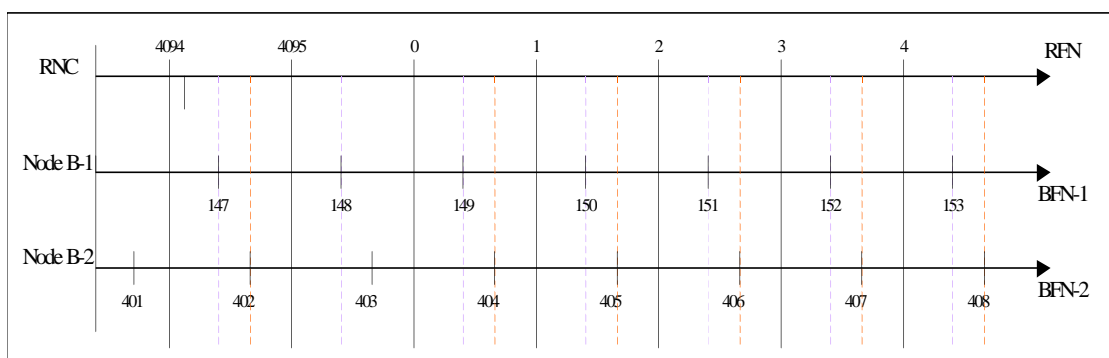 4094 4095 0 1 2 3 4
RNC RFN
Node B-1
147 148 149 150 151 152 153 BFN-1
Node B-2
401 402 403 404 405 406 407 408 BFN-2